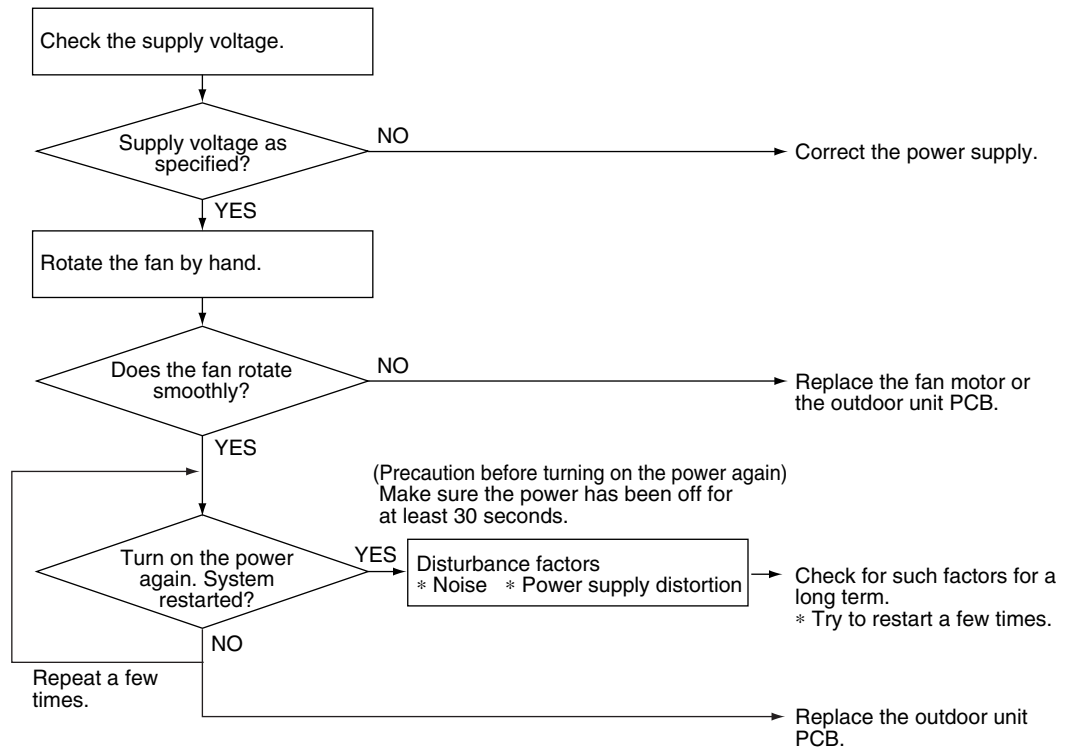 Check the supply voltage.
Supply voltage as
specified?
NO
Correct the power supply.
YES
Rotate the fan by hand.
Does the fan rotate
smoothly?
NO
Replace the fan motor or
the outdoor unit PCB.
YES
(Precaution before turning on the power again)
Make sure the power has been off for
at least 30 seconds.
Turn on the power
again. System
restarted?
YES
Disturbance factors
∗ Noise ∗ Power supply distortion
Check for such factors for a
long term.
∗ Try to restart a few times.
NO
Repeat a few
times.
Replace the outdoor unit
PCB.